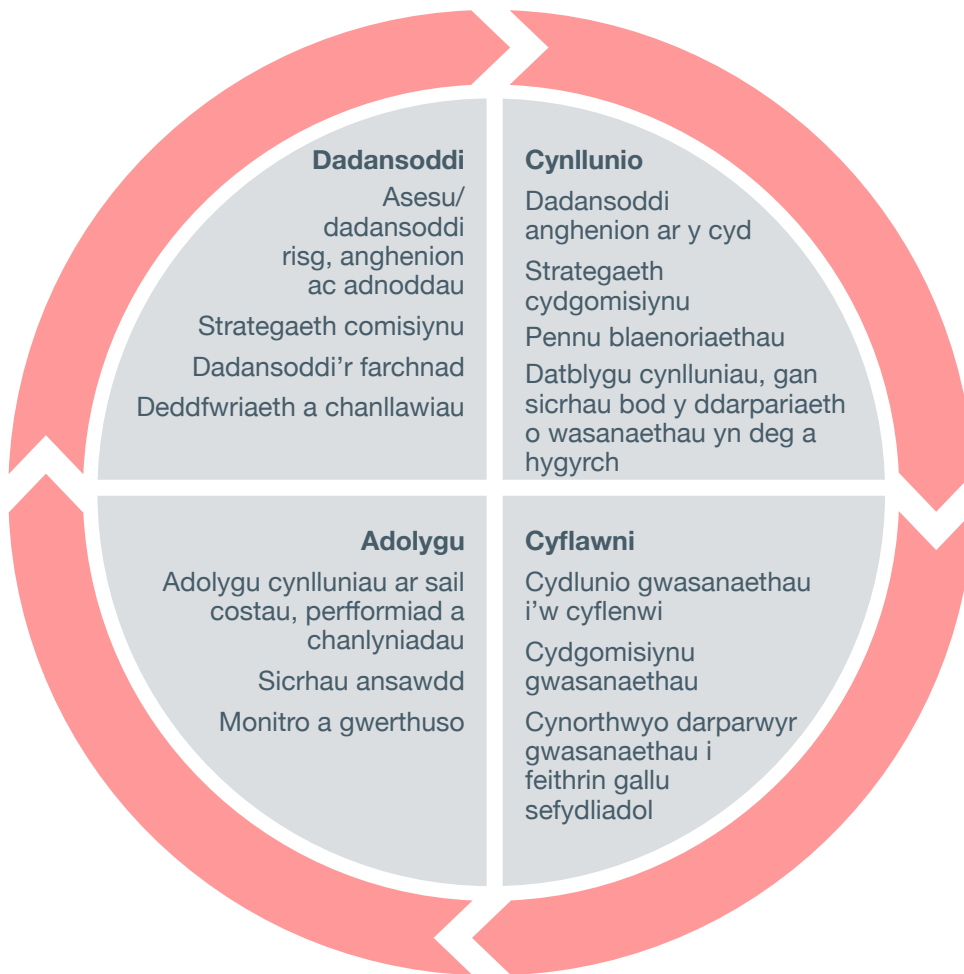 Dadansoddi
Asesu/
dadansoddi
risg, anghenion
ac adnoddau
Strategaeth comisiynu
Dadansoddi’r farchnad
Deddfwriaeth a chanllawiau
Cynllunio
Dadansoddi
anghenion ar y cyd
Strategaeth
cydgomisiynu
Pennu blaenoriaethau
Datblygu cynlluniau, gan
sicrhau bod y ddarpariaeth
o wasanaethau yn deg a
hygyrch
Cyflawni
Cydlunio gwasanaethau
i’w cyflenwi
Cydgomisiynu
gwasanaethau
Cynorthwyo darparwyr
gwasanaethau i
feithrin gallu
sefydliadol
Adolygu
Adolygu cynlluniau ar sail
costau, perfformiad a
chanlyniadau
Sicrhau ansawdd
Monitro a gwerthuso